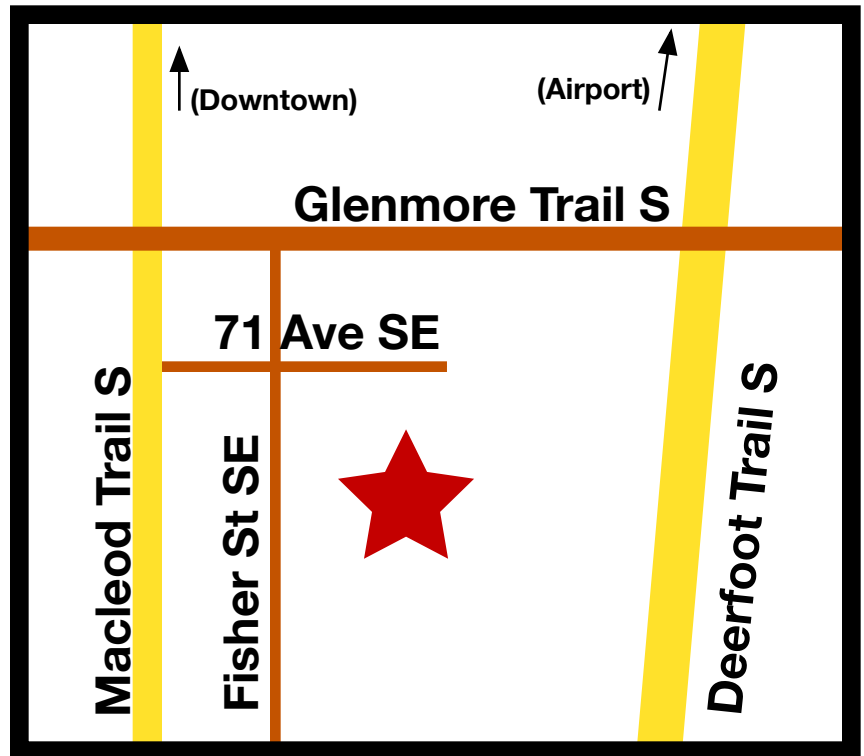 (Downtown)
(Airport)
Glenmore Trail S
71 Ave SE
Macleod Trail S
Fisher St SE
Deerfoot Trail S